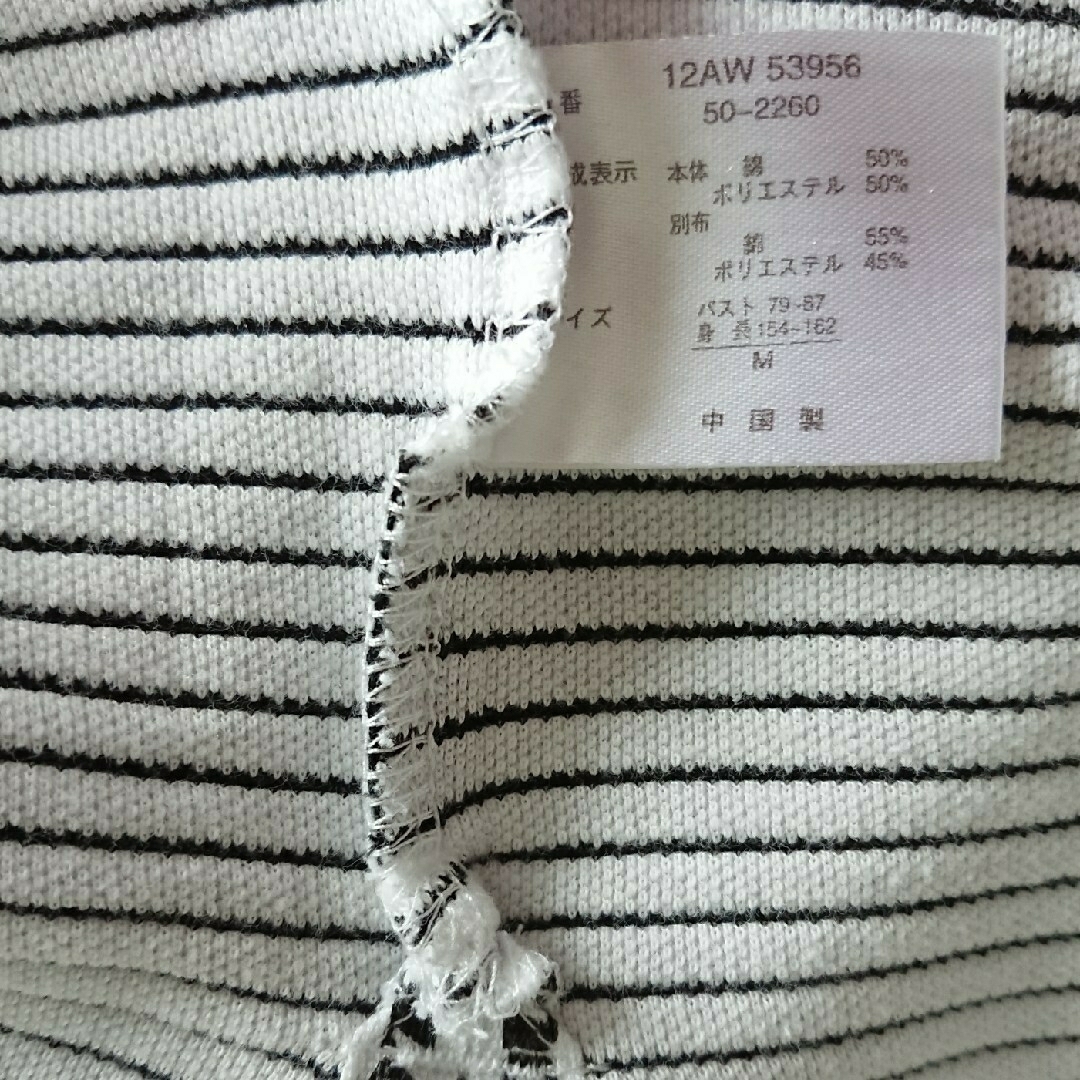 12AW 53956
番 50-2260
成表示 本体 綿 50%
ポリエステル 50%
別布
綿 55%
ポリエステル 45%
バスト 79-87
イズ 身 長 154-162
M
中 国 製